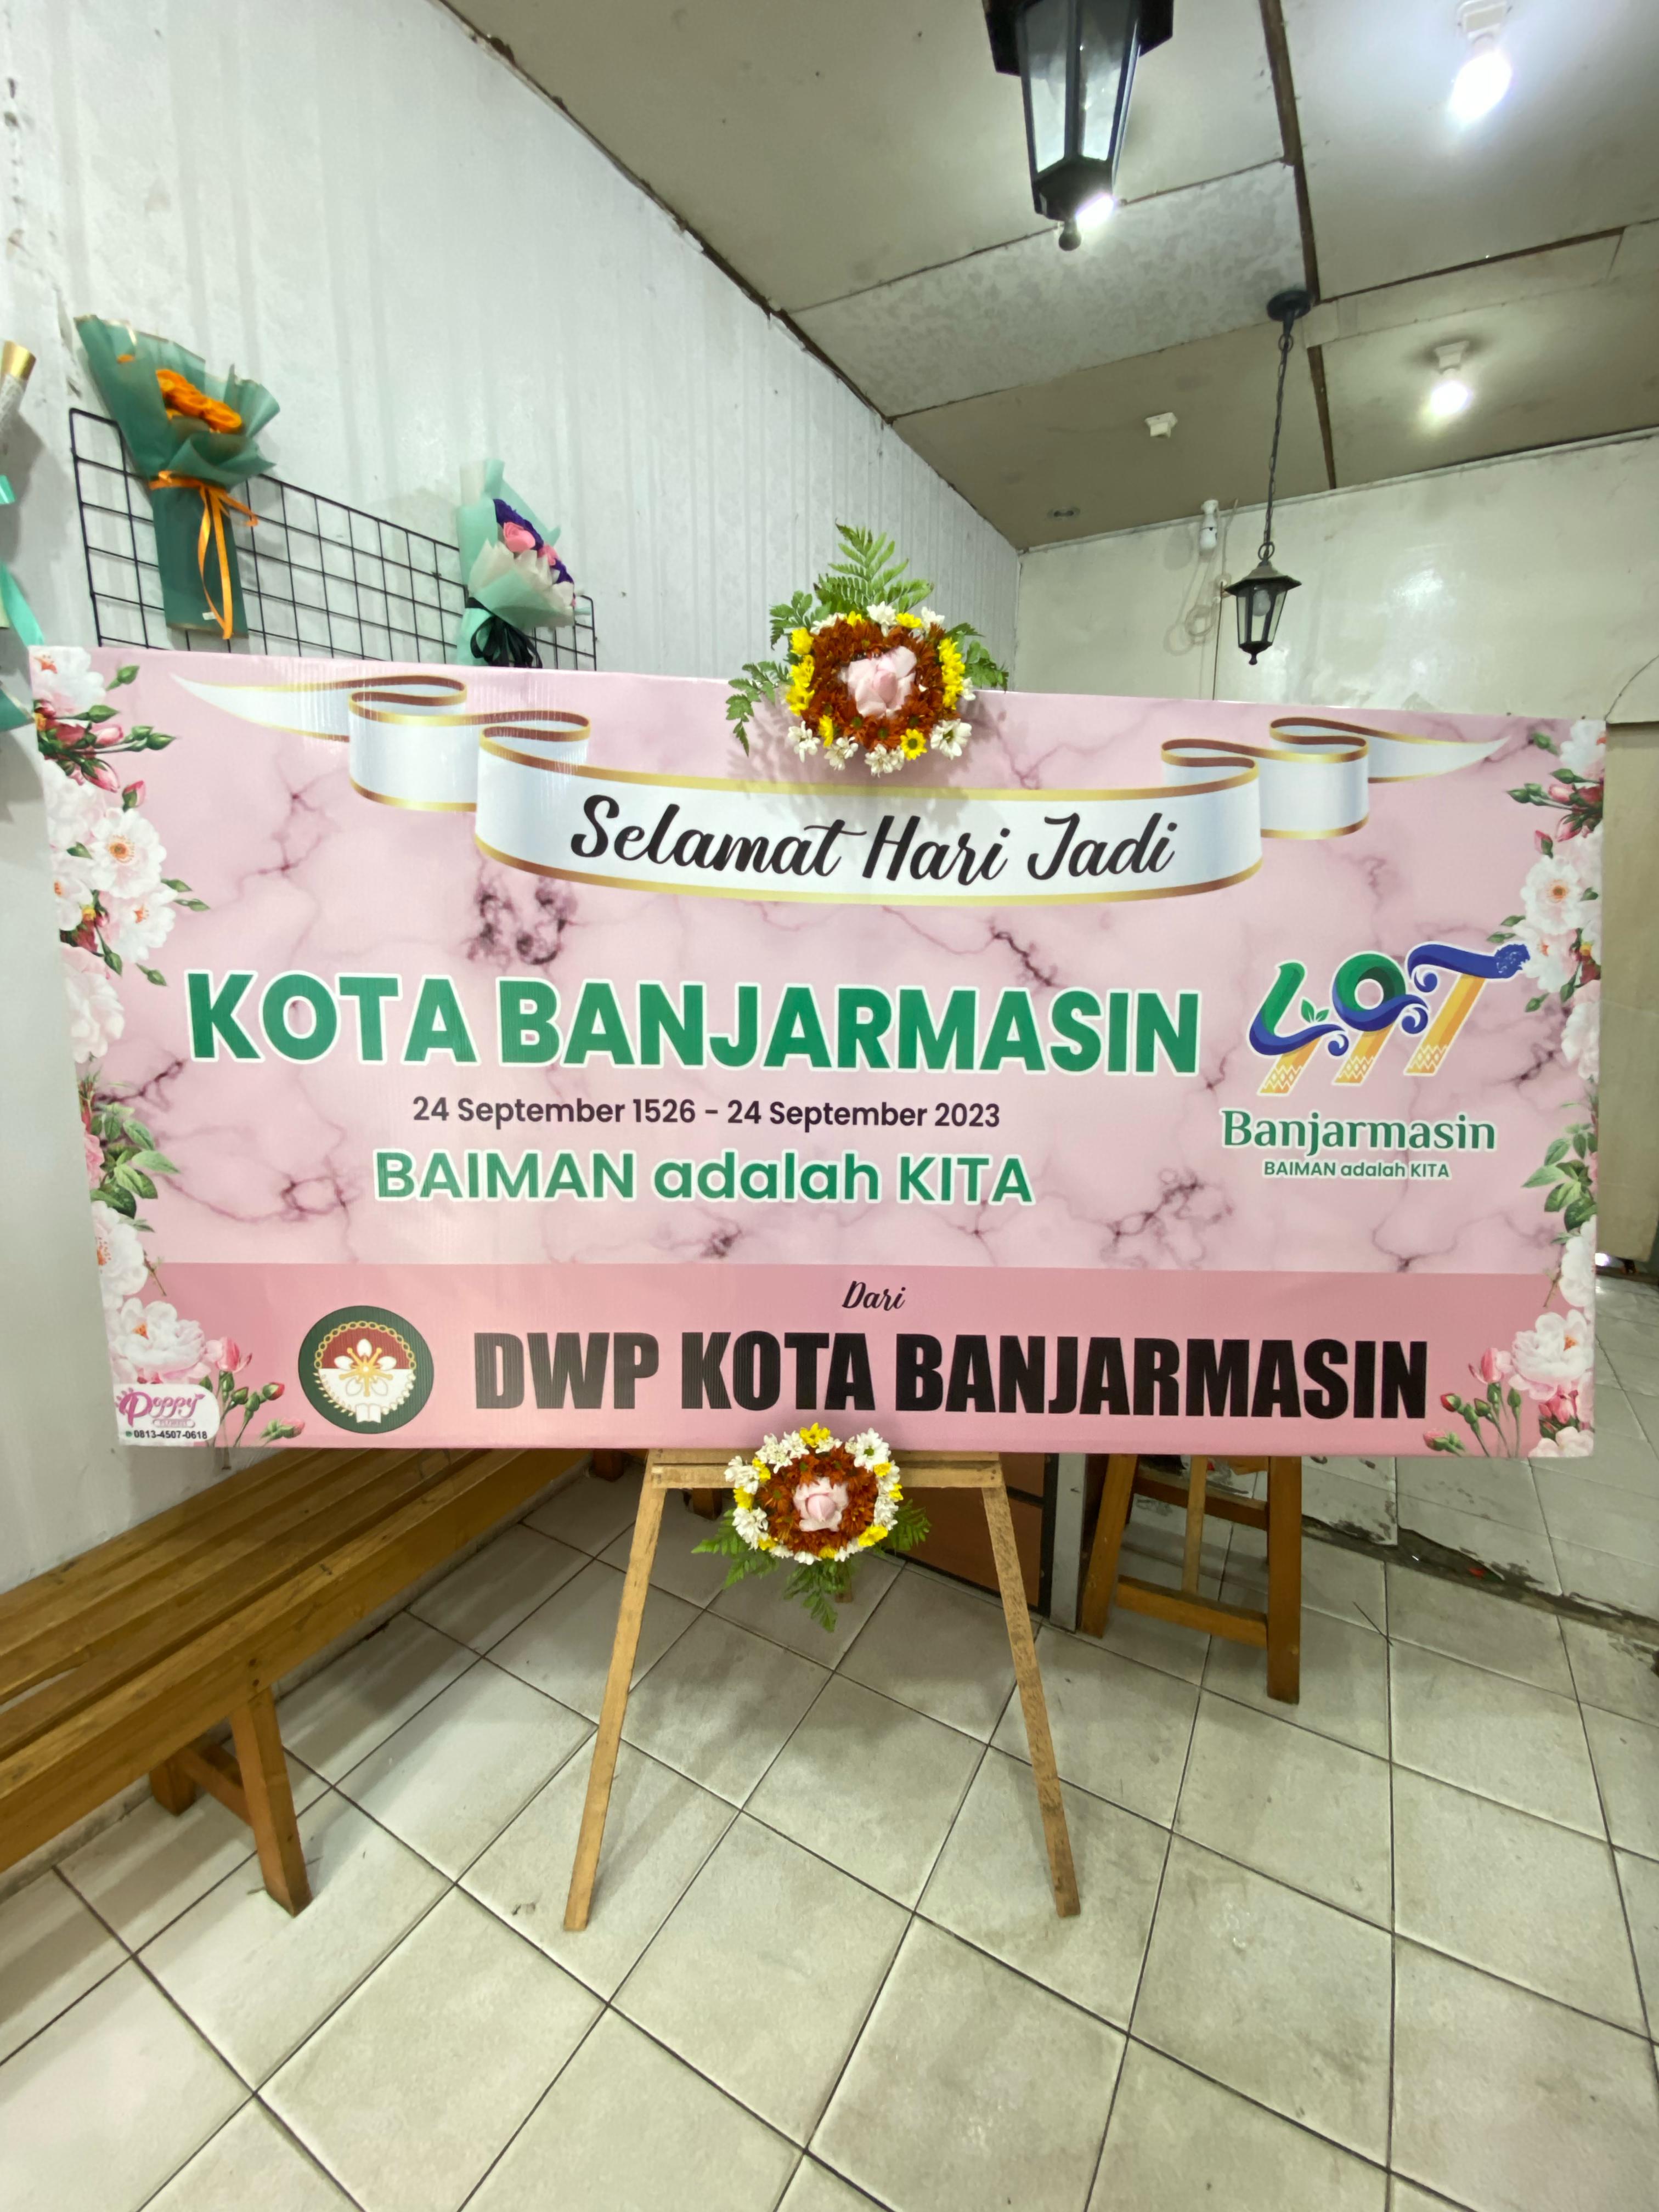 Selamat Hari Jadi
KOTA BANJARMASIN
24 September 1526 - 24 September 2023
BAIMAN adalah KITA
497
Banjarmasin
BAIMAN adalah KITA
Dari
DWP KOTA BANJARMASIN
Poppy
0813-4507-0618